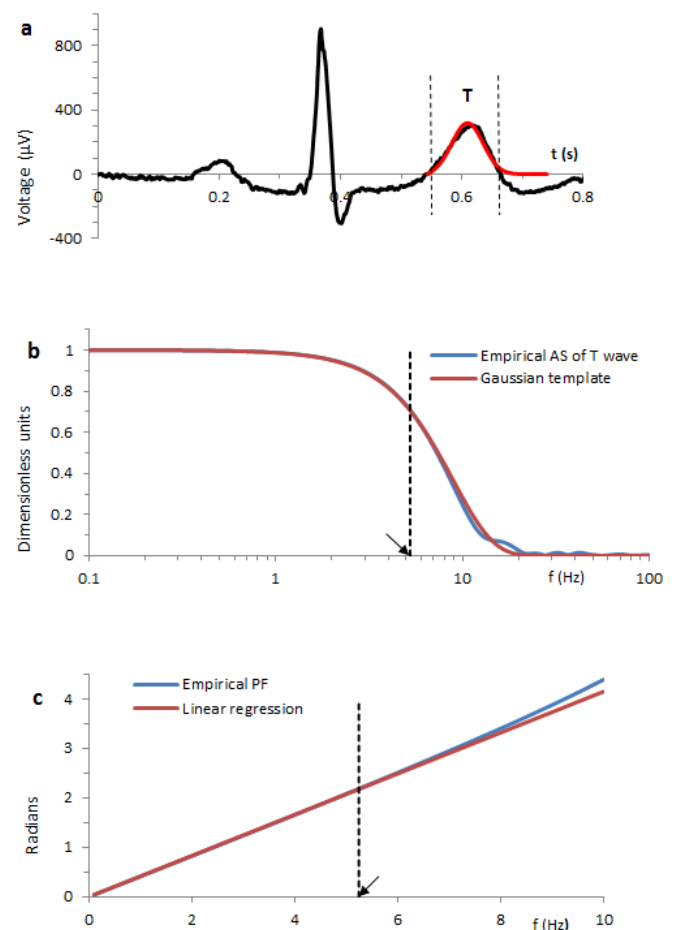 a
800
400
0
-400
Voltage (µV)
T
t (s)
0 0.2 0.4 0.6 0.8
b
1
0.8
0.6
0.4
0.2
0
Dimensionless units
Empirical AS of T wave
Gaussian template
0.1 1 10 f (Hz) 100
c
4
3
2
1
0
Radians
Empirical PF
Linear regression
0 2 4 6 8 f (Hz) 10